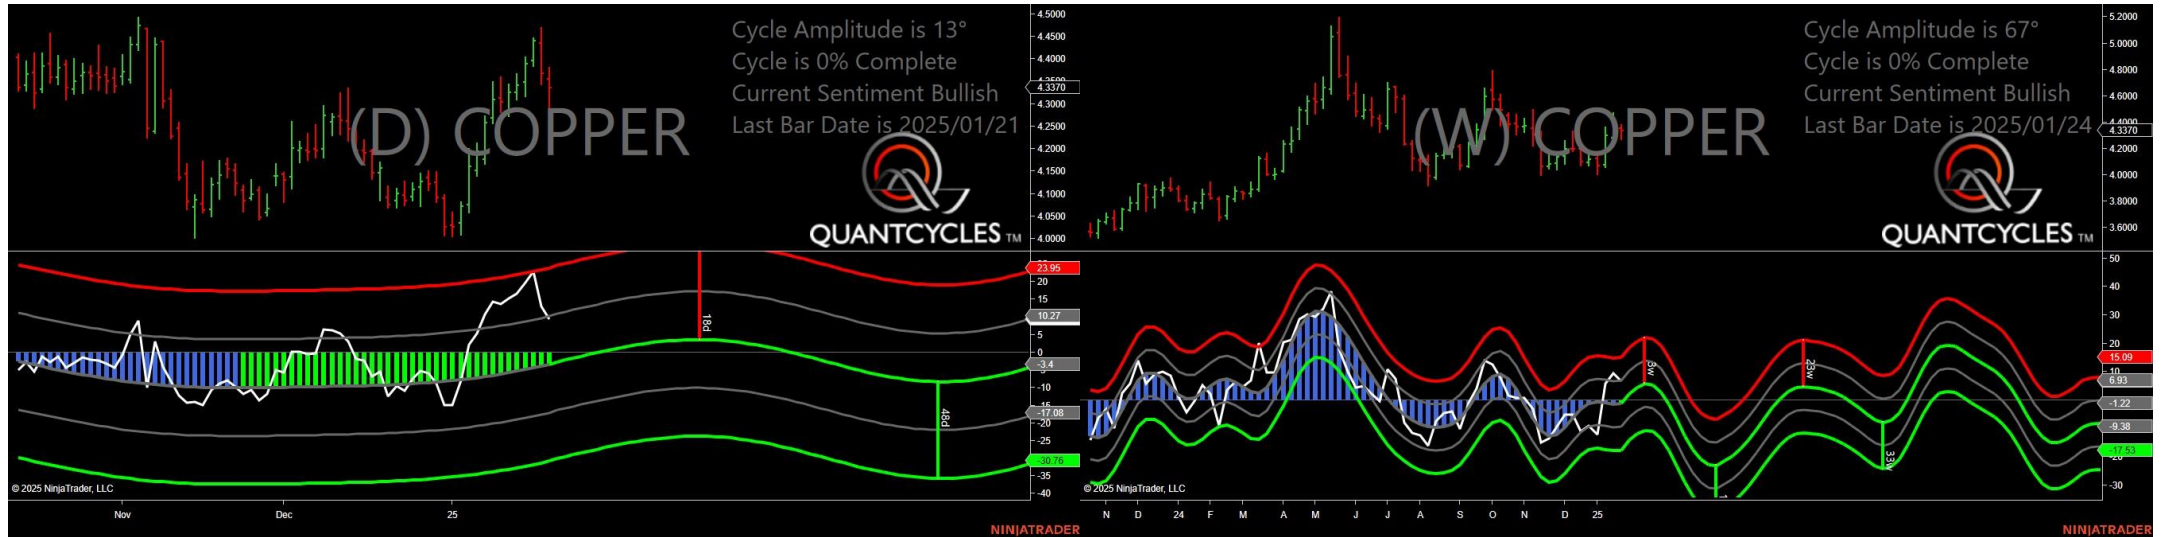 Cycle Amplitude is 13°
Cycle is 0% Complete
Current Sentiment Bullish
Last Bar Date is 2025/01/21
(D) COPPER
QUANTCYCLES TM
4.5000
4.4500
4.4000
4.3370
4.3000
4.2500
4.2000
4.1500
4.1000
4.0500
4.0000
18d
48d
23.95
20
15
10.27
5
0
-3.4
-10
-17.08
-20
-25
-30.76
-35
-40
© 2025 NinjaTrader, LLC
Nov Dec 25
NINJATRADER
Cycle Amplitude is 67°
Cycle is 0% Complete
Current Sentiment Bullish
Last Bar Date is 2025/01/24
(W) COPPER
QUANTCYCLES TM
5.2000
5.0000
4.8000
4.6000
4.3370
4.2000
4.0000
3.8000
3.6000
23w
33w
50
40
30
20
15.09
10
6.93
-1.22
-9.38
-17.53
-30
© 2025 NinjaTrader, LLC
N D 24 F M A M J J A S O N D 25
NINJATRADER